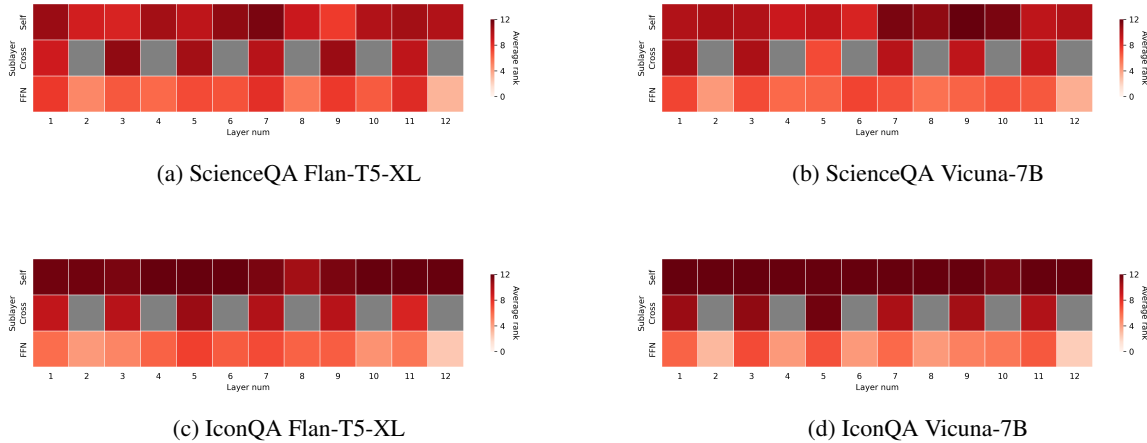 Self
Cross
FFN
Sublayer
1 2 3 4 5 6 7 8 9 10 11 12
Layer num
12
8
4
0
Average rank
(a) ScienceQA Flan-T5-XL
Self
Cross
FFN
Sublayer
1 2 3 4 5 6 7 8 9 10 11 12
Layer num
12
8
4
0
Average rank
(b) ScienceQA Vicuna-7B
Self
Cross
FFN
Sublayer
1 2 3 4 5 6 7 8 9 10 11 12
Layer num
12
8
4
0
Average rank
(c) IconQA Flan-T5-XL
Self
Cross
FFN
Sublayer
1 2 3 4 5 6 7 8 9 10 11 12
Layer num
12
8
4
0
Average rank
(d) IconQA Vicuna-7B